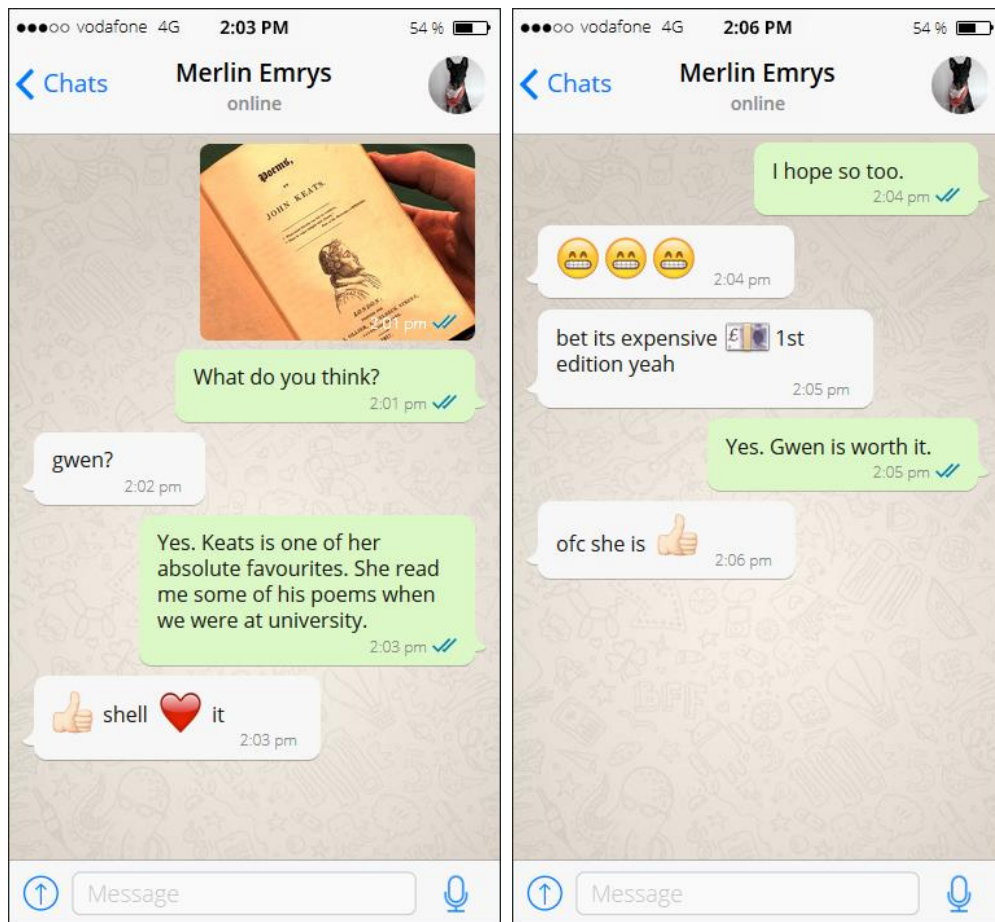 vodafone 4G 2:03 PM 54 %
Chats
Merlin Emrys
online
Poems,
BY
JOHN KEATS.
LONDON:
2:01 pm
What do you think?
2:01 pm
gwen?
2:02 pm
Yes. Keats is one of her
absolute favourites. She read
me some of his poems when
we were at university.
2:03 pm
👍🏻 shell ❤️ it
2:03 pm
Message
vodafone 4G 2:06 PM 54 %
Chats
Merlin Emrys
online
I hope so too.
2:04 pm
😁😁😁 2:04 pm
bet its expensive 💷 1st
edition yeah
2:05 pm
Yes. Gwen is worth it.
2:05 pm
ofc she is 👍🏻 2:06 pm
Message